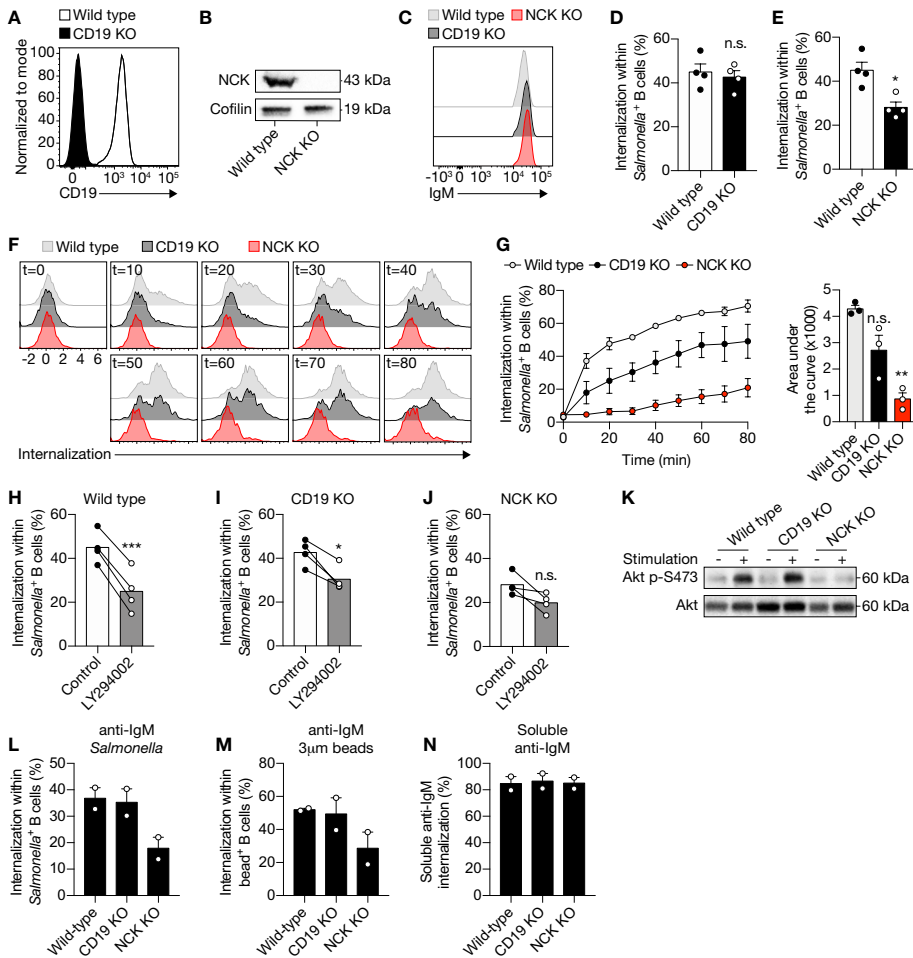 A
Wild type
CD19 KO
Normalized to mode
100
80
60
40
20
0
0 10³ 10⁴ 10⁵
CD19
B
NCK
43 kDa
Cofilin
19 kDa
Wild type
NCK KO
C
Wild type
NCK KO
CD19 KO
-10³ 0 10³ 10⁴ 10⁵
IgM
D
Internalization within
Salmonella⁺ B cells (%)
80
60
40
20
0
n.s.
Wild type
CD19 KO
E
Internalization within
Salmonella⁺ B cells (%)
60
40
20
0
*
Wild type
NCK KO
F
Wild type
CD19 KO
NCK KO
t=0
t=10
t=20
t=30
t=40
-2 0 2 4 6
t=50
t=60
t=70
t=80
Internalization
G
Wild type
CD19 KO
NCK KO
Internalization within
Salmonella⁺ B cells (%)
80
60
40
20
0
0 20 40 60 80
Time (min)
Area under
the curve (x1000)
5
4
3
2
1
0
n.s.
**
Wild type
CD19 KO
NCK KO
H
Wild type
Internalization within
Salmonella⁺ B cells (%)
60
40
20
0
***
Control
LY294002
I
CD19 KO
Internalization within
Salmonella⁺ B cells (%)
60
40
20
0
*
Control
LY294002
J
NCK KO
Internalization within
Salmonella⁺ B cells (%)
60
40
20
0
n.s.
Control
LY294002
K
Wild type
CD19 KO
NCK KO
Stimulation - + - + - +
Akt p-S473
60 kDa
Akt
60 kDa
L
anti-IgM
Salmonella
Internalization within
Salmonella⁺ B cells (%)
50
40
30
20
10
0
Wild-type
CD19 KO
NCK KO
M
anti-IgM
3µm beads
Internalization within
bead⁺ B cells (%)
80
60
40
20
0
Wild-type
CD19 KO
NCK KO
N
Soluble
anti-IgM
Soluble anti-IgM
internalization (%)
100
80
60
40
20
0
Wild-type
CD19 KO
NCK KO